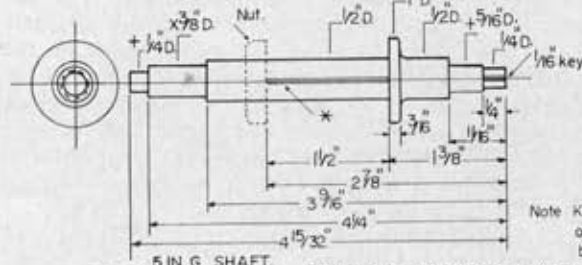 Nut.
1/2" D.
1" D.
1/2" D.
+ 5/16" D.
x 3/8" D.
+ 1/4" D.
1/4" D.
1/16" key
*
3/16"
1/4"
11/16"
1 1/2"
1 3/8"
2 7/8"
3 9/16"
4 1/4"
4 15/32"
Note
5 IN G. SHAFT.